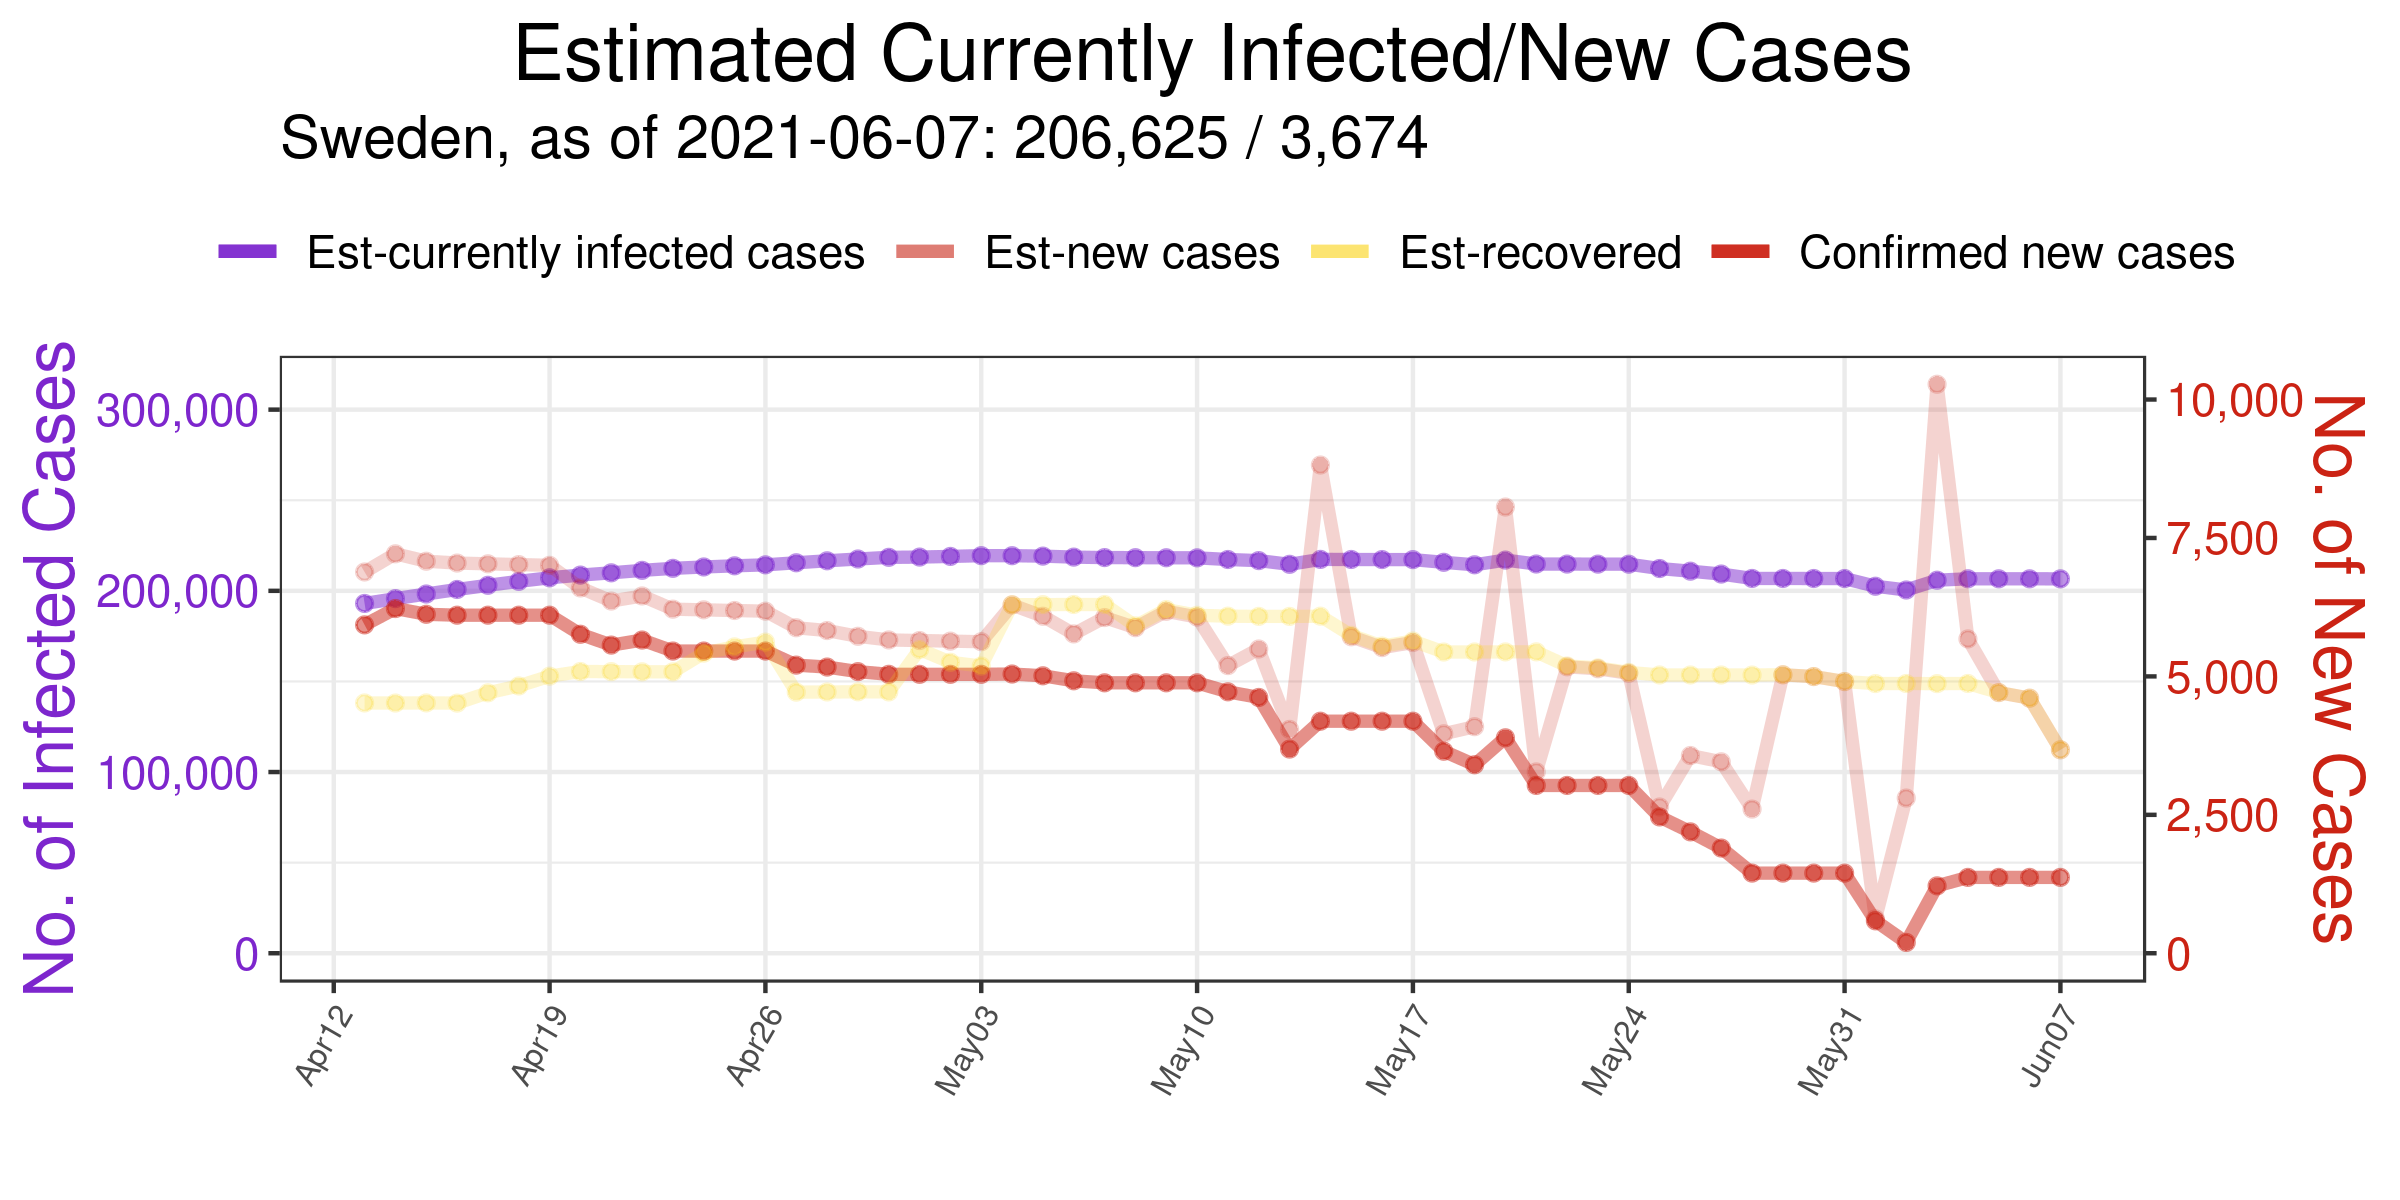 Estimated Currently Infected/New Cases
Sweden, as of 2021-06-07: 206,625 / 3,674
Est-currently infected cases Est-new cases Est-recovered Confirmed new cases
No. of Infected Cases
300,000
200,000
100,000
0
10,000
7,500
5,000
2,500
0
No. of New Cases
Apr12 Apr19 Apr26 May03 May10 May17 May24 May31 Jun07